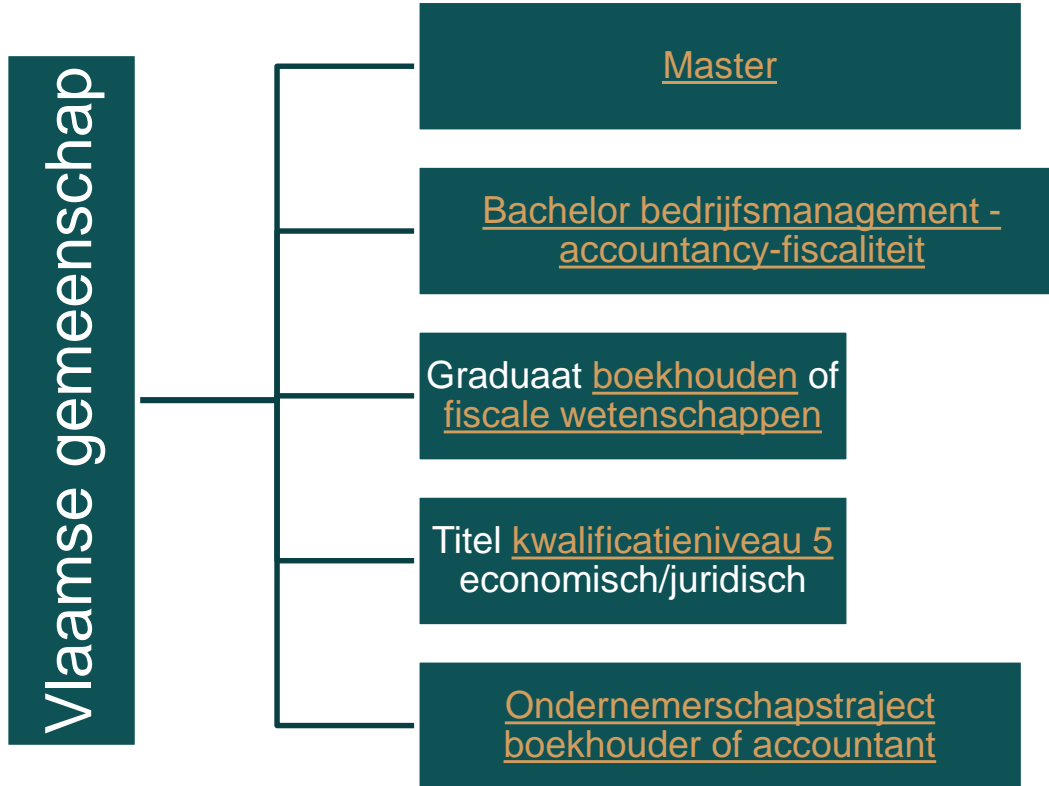 Vlaamse gemeenschap
Master
Bachelor bedrijfsmanagement -
accountancy-fiscaliteit
Graduaat boekhouden of
fiscale wetenschappen
Titel kwalificatieniveau 5
economisch/juridisch
Ondernemerschapstraject
boekhouder of accountant